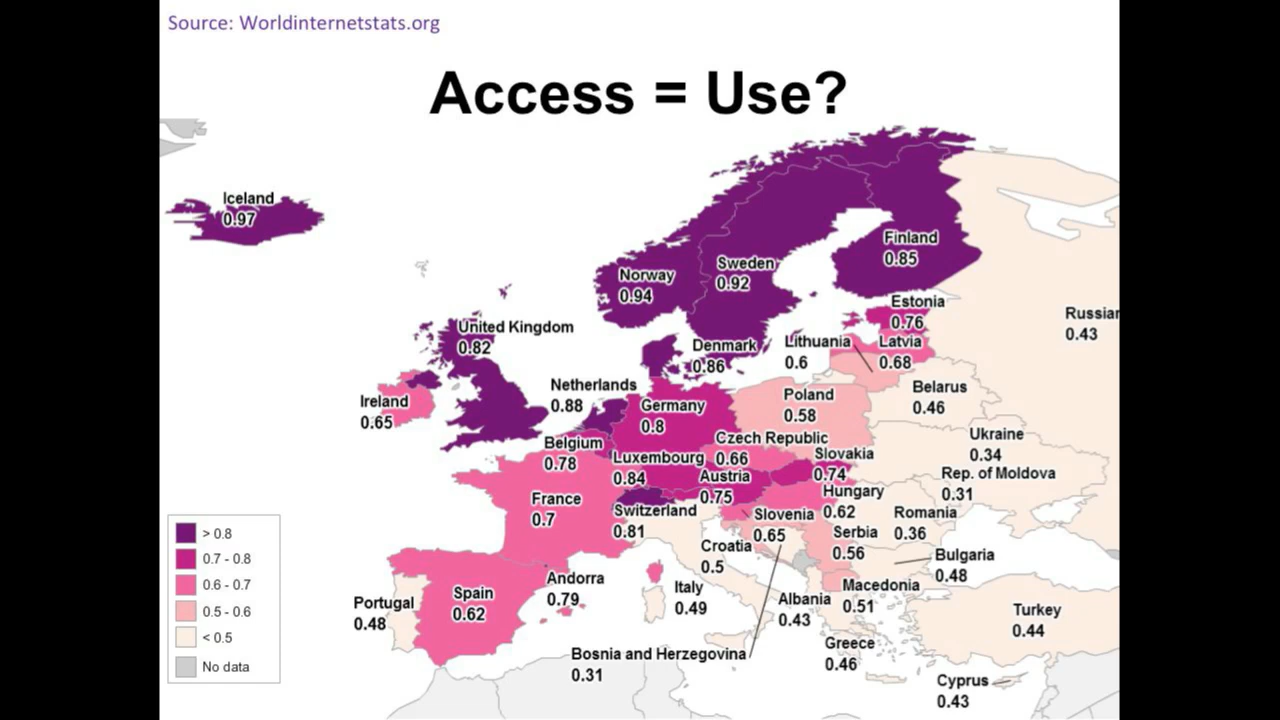 Source: Worldinternetstats.org
Access = Use?
Iceland
0.97
Finland
0.85
Norway
0.94
Sweden
0.92
Estonia
0.76
Russian
0.43
United Kingdom
0.82
Denmark
0.86
Lithuania
0.6
Latvia
0.68
Netherlands
0.88
Ireland
0.65
Germany
0.8
Poland
0.58
Belarus
0.46
Belgium
0.78
Czech Republic
0.66
Ukraine
0.34
Luxembourg
0.84
Slovakia
0.74
Austria
0.75
Rep. of Moldova
0.31
France
0.7
Hungary
0.62
Switzerland
0.81
Slovenia
0.65
Romania
0.36
Serbia
0.56
Croatia
0.5
Bulgaria
0.48
Andorra
0.79
Italy
0.49
Macedonia
0.51
Spain
0.62
Portugal
0.48
Albania
0.43
Turkey
0.44
Greece
0.46
Bosnia and Herzegovina
0.31
Cyprus
0.43
> 0.8
0.7 - 0.8
0.6 - 0.7
0.5 - 0.6
< 0.5
No data